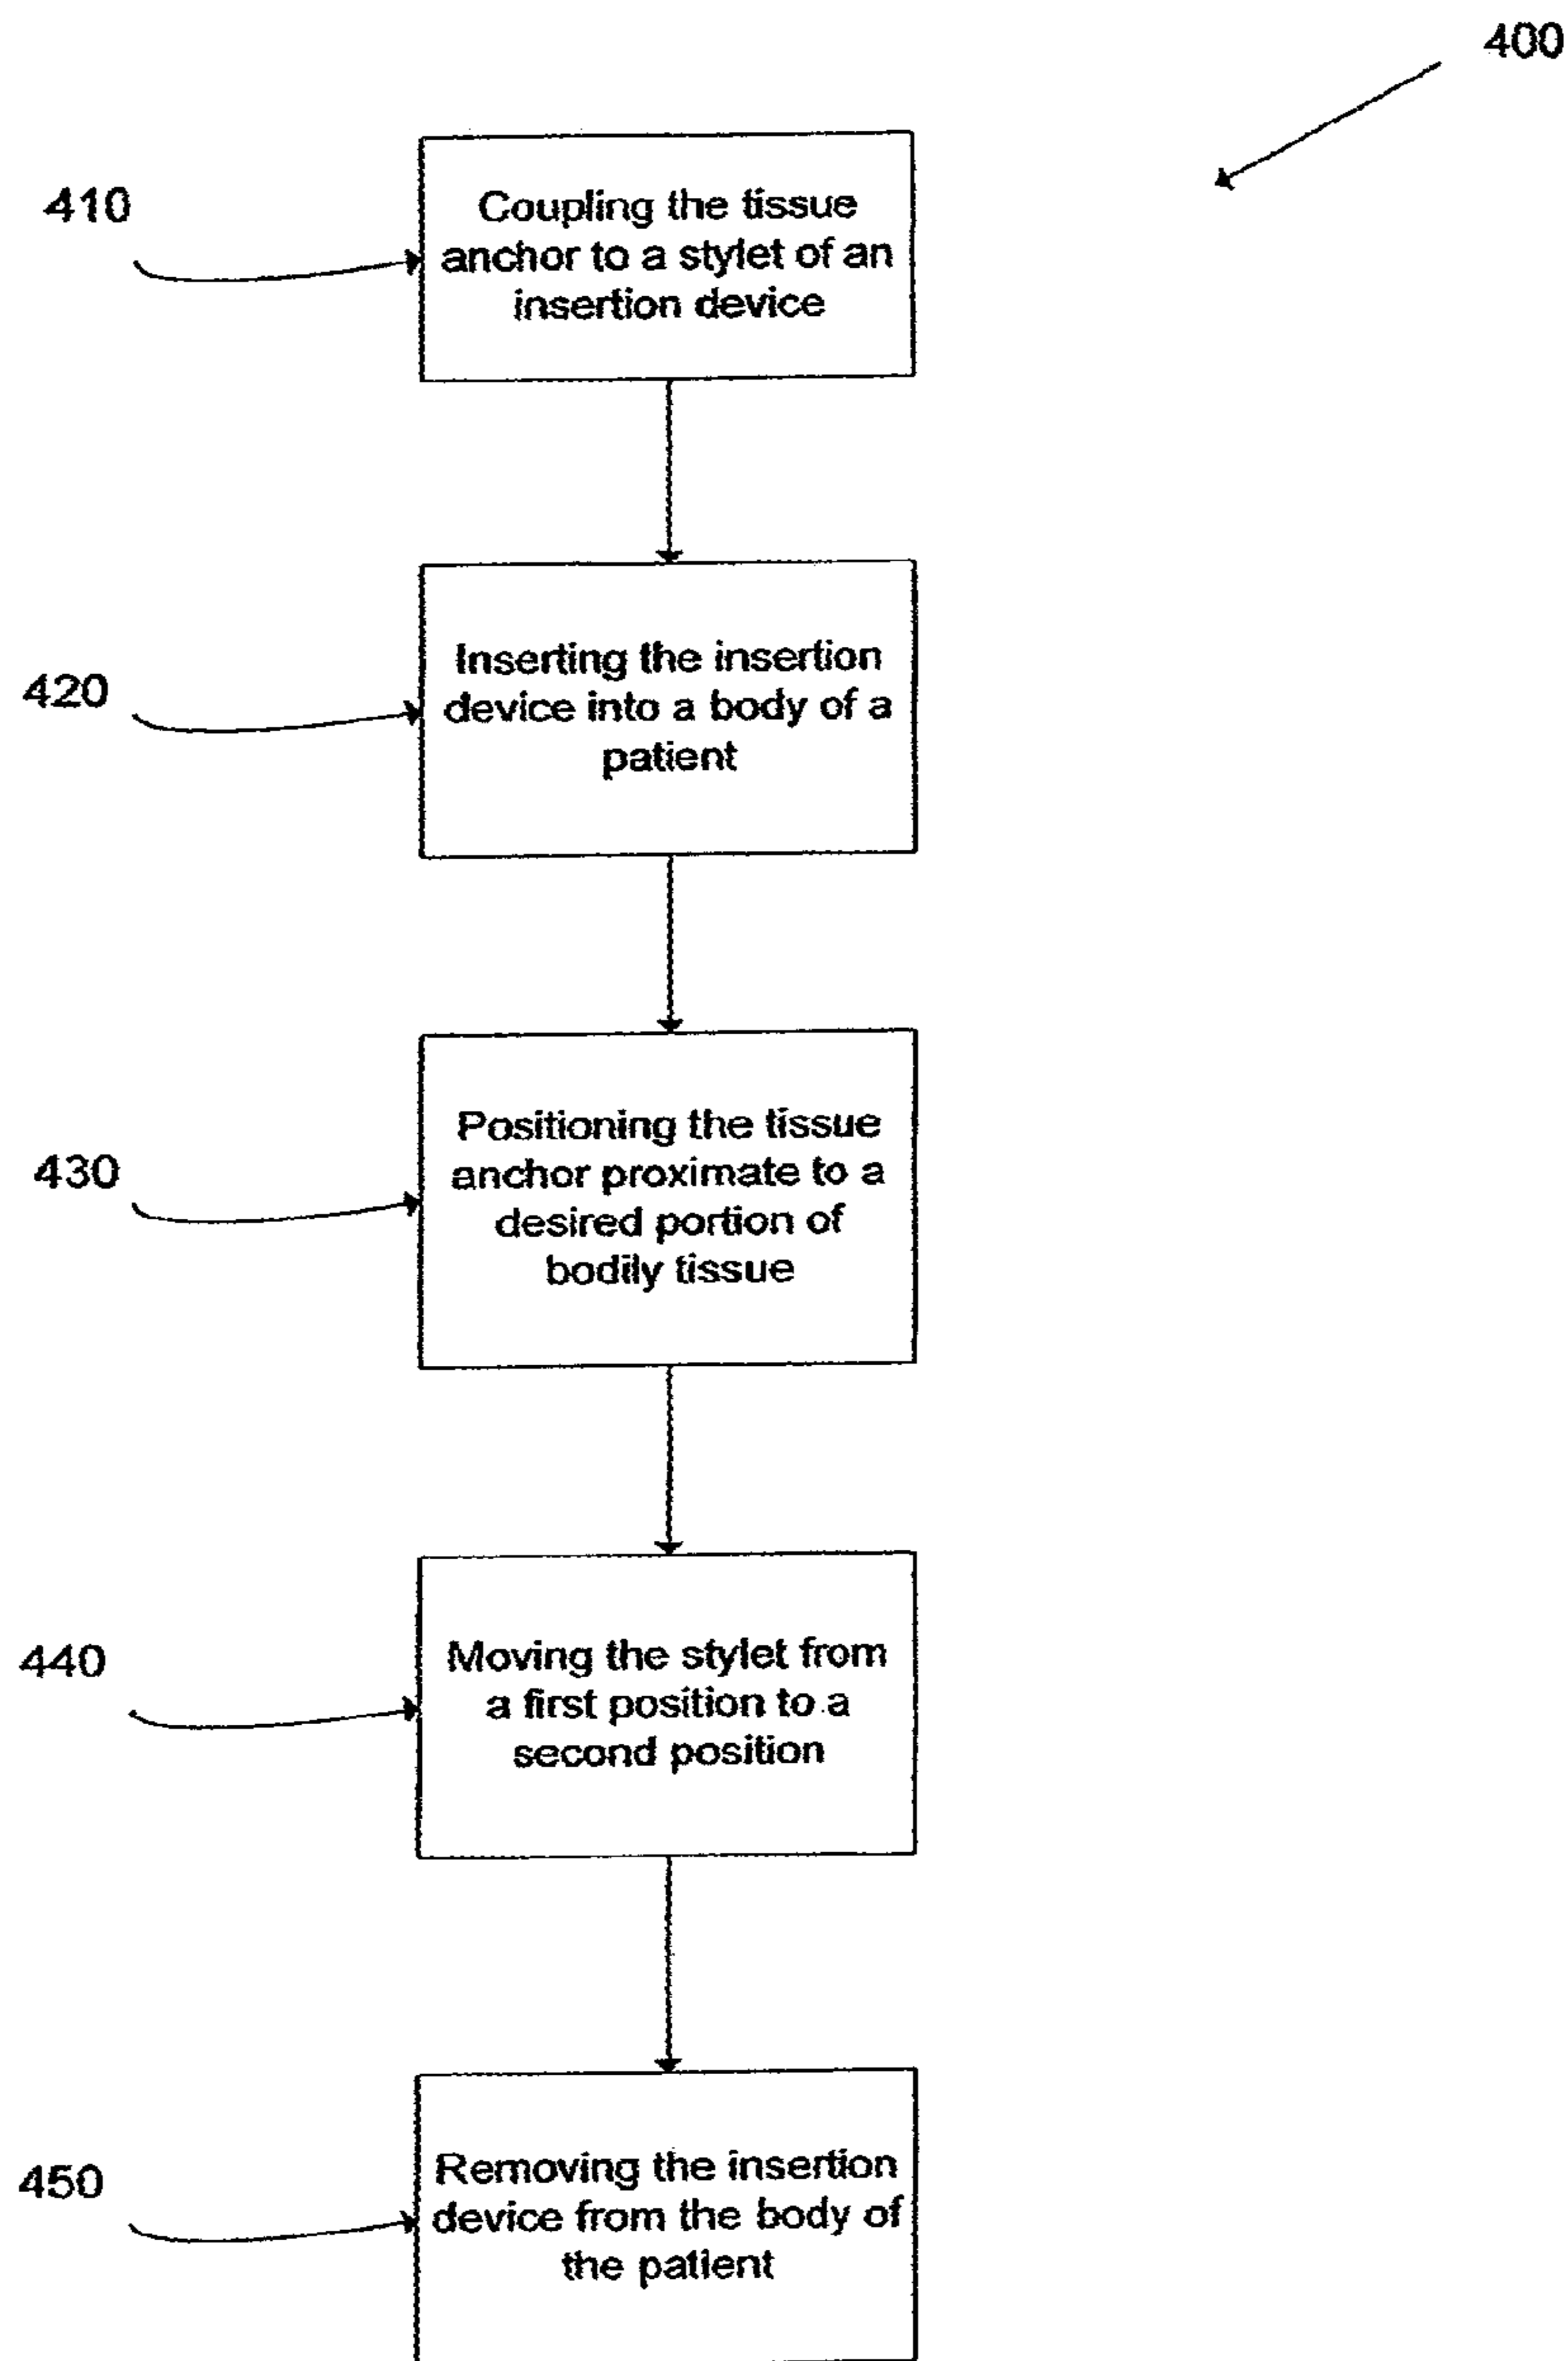 400
410
Coupling the tissue
anchor to a stylet of an
insertion device
420
Inserting the insertion
device into a body of a
patient
430
Positioning the tissue
anchor proximate to a
desired portion of
bodily tissue
440
Moving the stylet from
a first position to a
second position
450
Removing the insertion
device from the body of
the patient